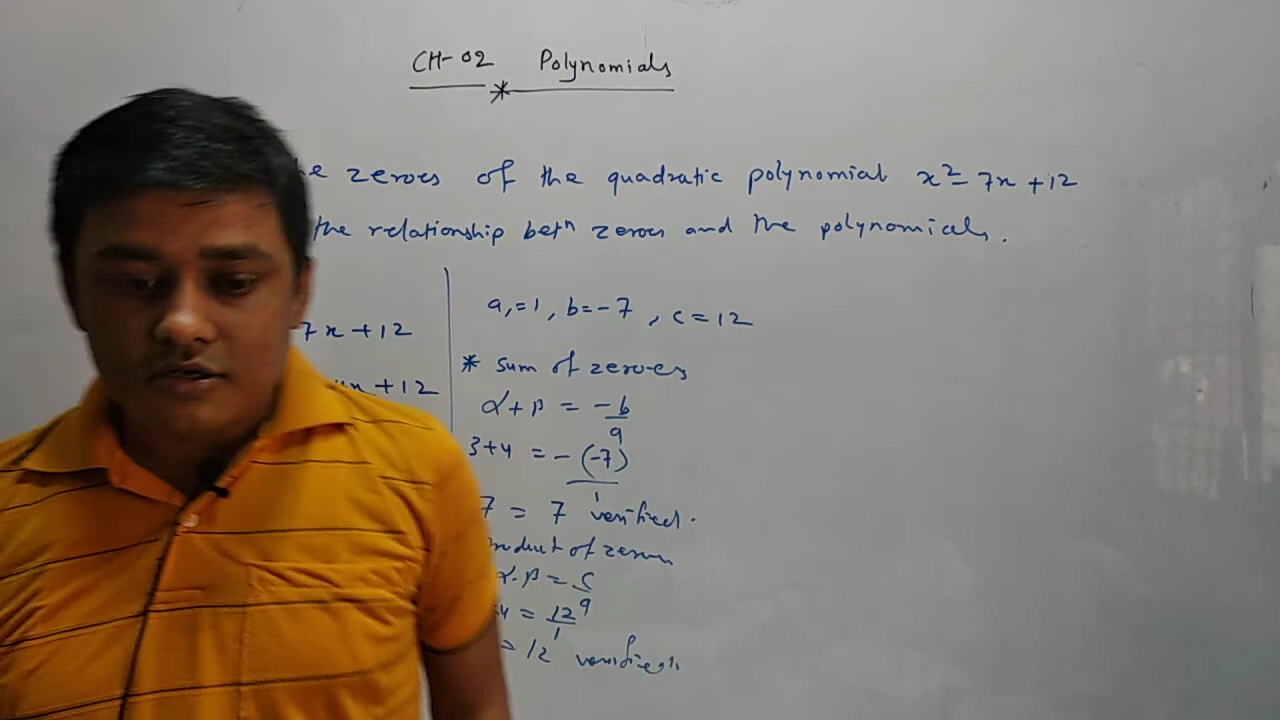 CH-02 Polynomials
zeroes of the quadratic polynomial x² - 7x + 12
the relationship betn zeroes and the polynomials.
7x + 12
+ 12
a, = 1, b = -7, c = 12
* Sum of zeroes
α + β = -b/a
3+4 = -(-7)/1
7 = 7 verified.
of zeroes
α.β = c/a
4 = 12/1
= 12 verified